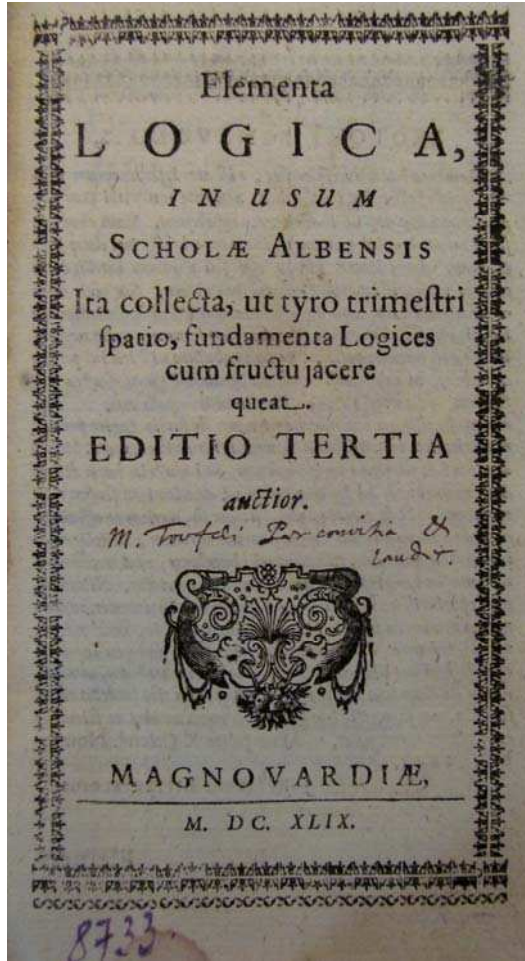 Elementa
LOGICA,
IN USUM
SCHOLÆ ALBENSIS
Ita collecta, ut tyro trimeſtri
ſpatio, fundamenta Logices
cum fructu jacere
queat.
EDITIO TERTIA
auctior.
M. &
MAGNOVARDIÆ,
M. DC. XLIX.
8733.